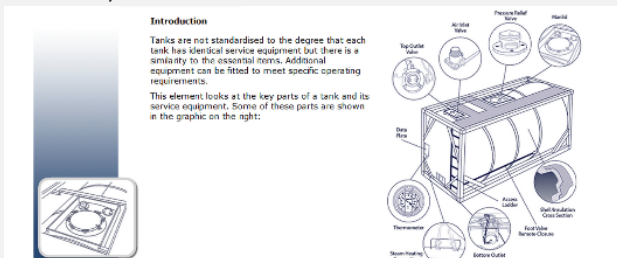 Introduction
Tanks are not standardised to the degree that each
tank has identical service equipment but there is a
similarity to the essential items. Additional
equipment can be fitted to meet specific operating
requirements.
This element looks at the key parts of a tank and its
service equipment. Some of these parts are shown
in the graphic on the right:
Pressure Relief
Valve
Manlid
Air Inlet
Valve
Top Outlet
Valve
Data
Plate
Thermometer
Access
Ladder
Shell Insulation
Cross Section
Foot Valve
Remote Closure
Steam Heating
Bottom Outlet